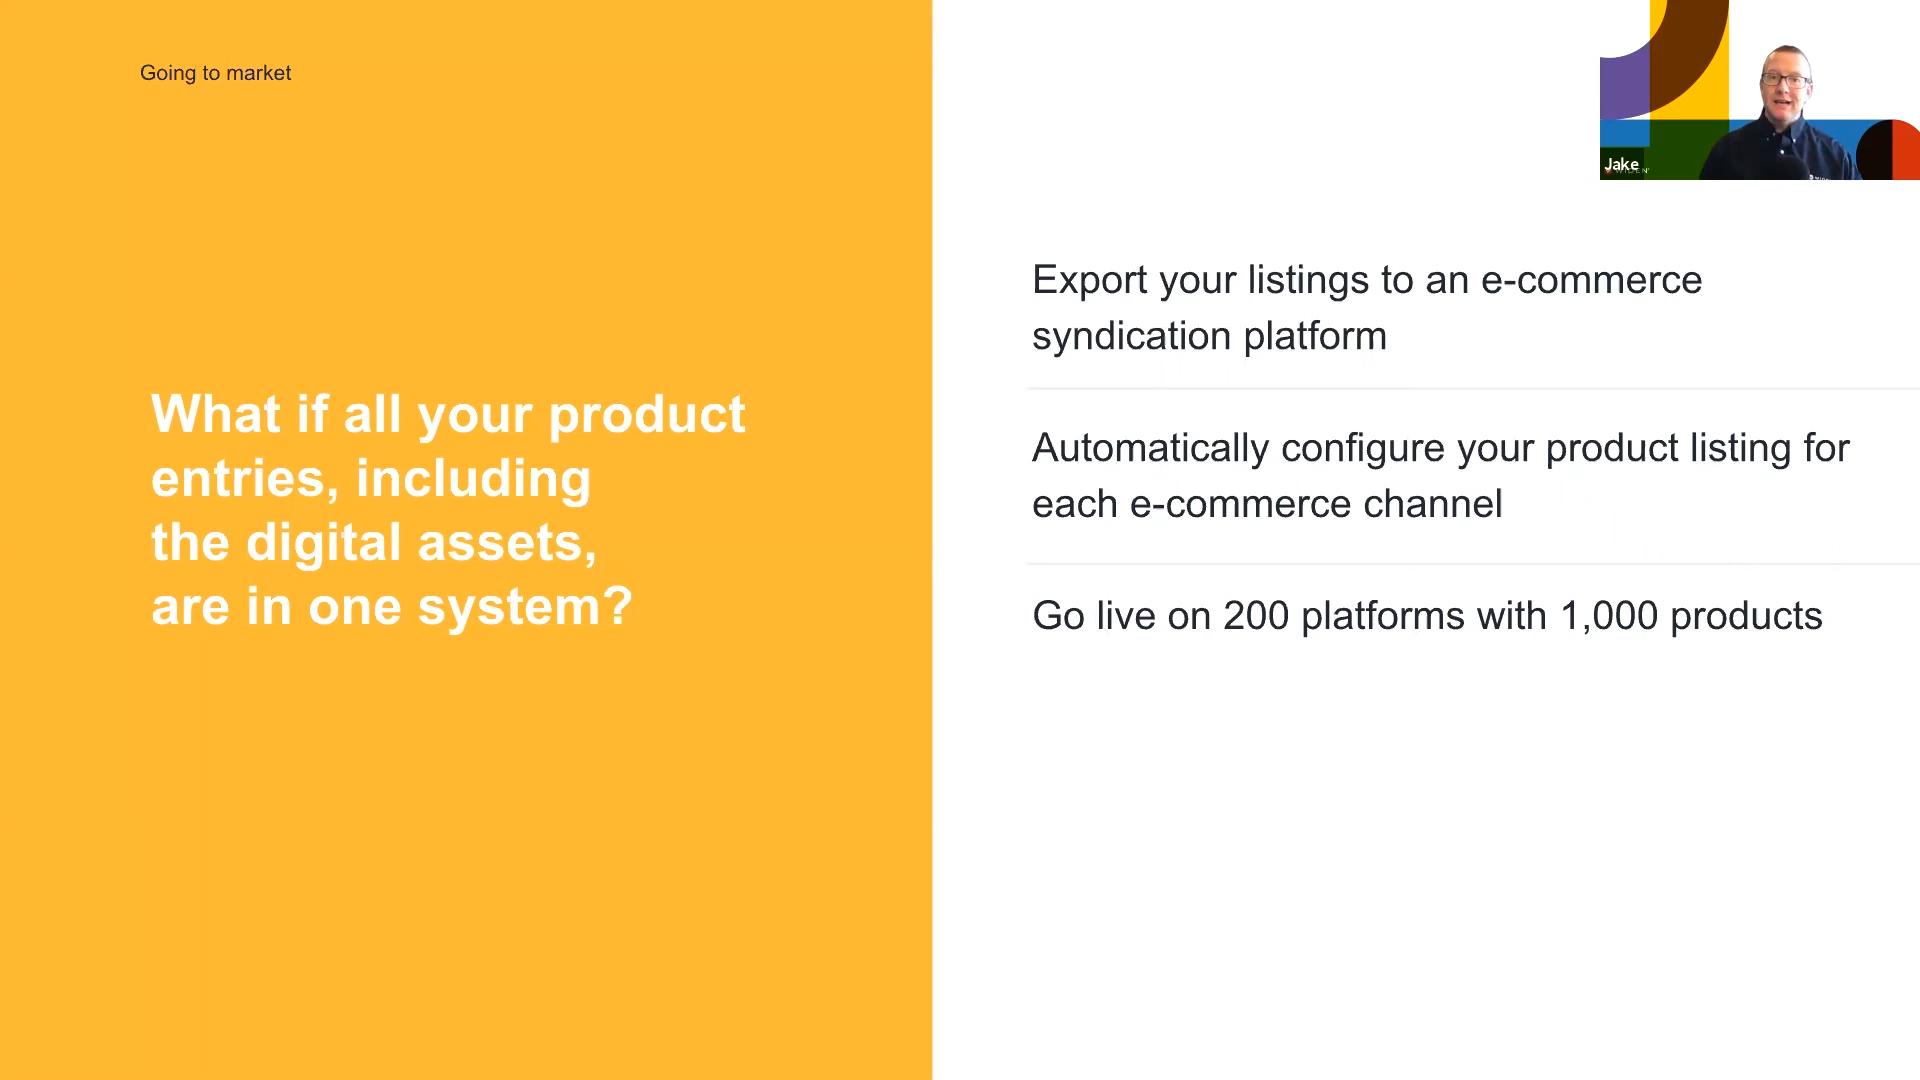 Going to market
What if all your product
entries, including
the digital assets,
are in one system?
Export your listings to an e-commerce
syndication platform
Automatically configure your product listing for
each e-commerce channel
Go live on 200 platforms with 1,000 products
Jake